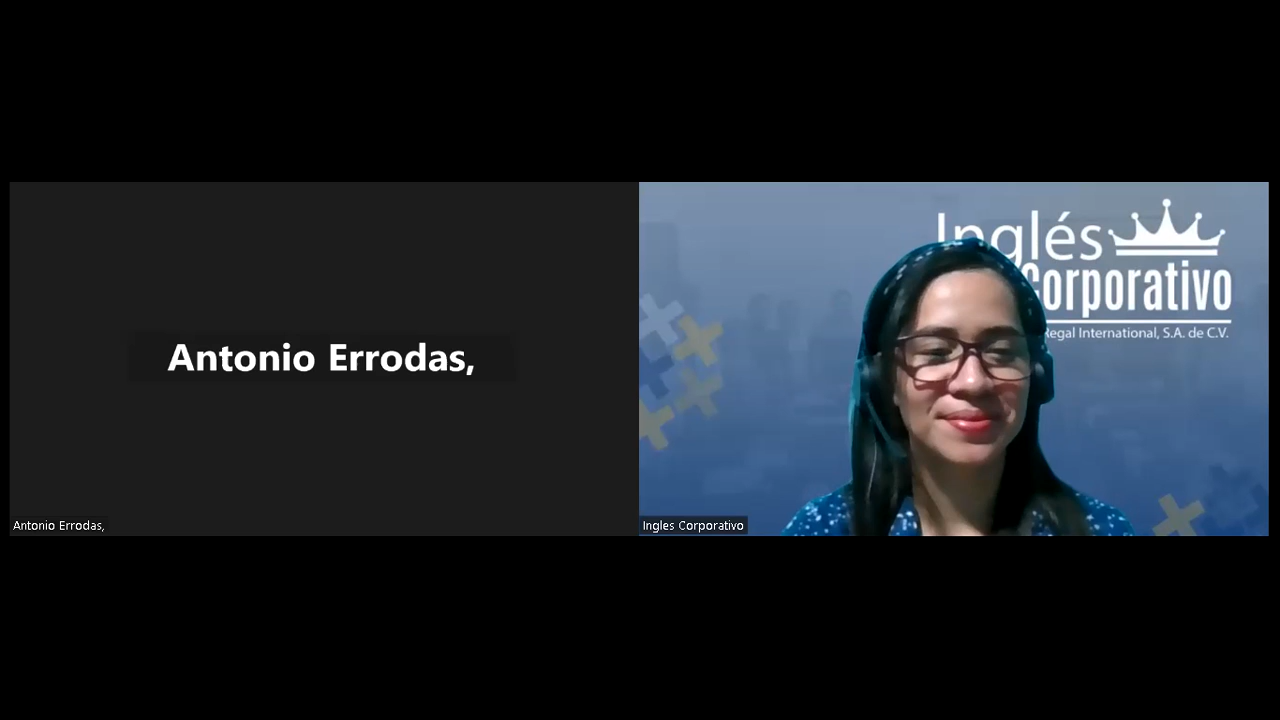 Antonio Errodas,
Antonio Errodas,
Inglés
Corporativo
Regal International, S.A. de C.V.
Ingles Corporativo